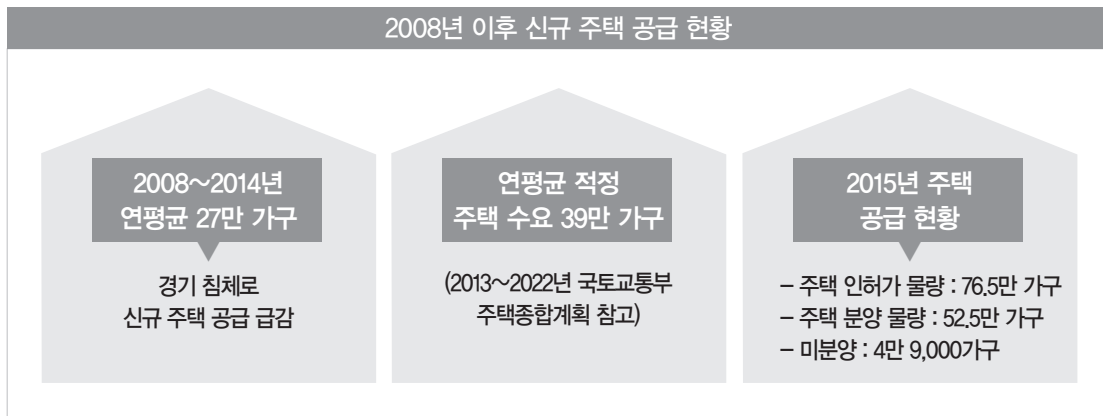 2008년 이후 신규 주택 공급 현황
2008~2014년
연평균 27만 가구
경기 침체로
신규 주택 공급 급감
연평균 적정
주택 수요 39만 가구
(2013~2022년 국토교통부
주택종합계획 참고)
2015년 주택
공급 현황
– 주택 인허가 물량 : 76.5만 가구
– 주택 분양 물량 : 52.5만 가구
– 미분양 : 4만 9,000가구